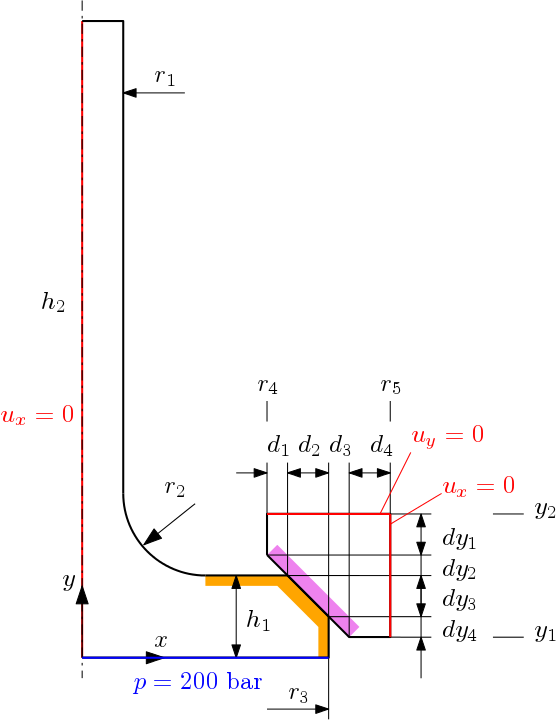 r₁
h₂
r₄ r₅
uₓ = 0
u_y = 0
d₁ d₂ d₃ d₄
uₓ = 0
r₂
y₂
dy₁
dy₂
y
dy₃
h₁
dy₄
y₁
x
p = 200 bar
r₃